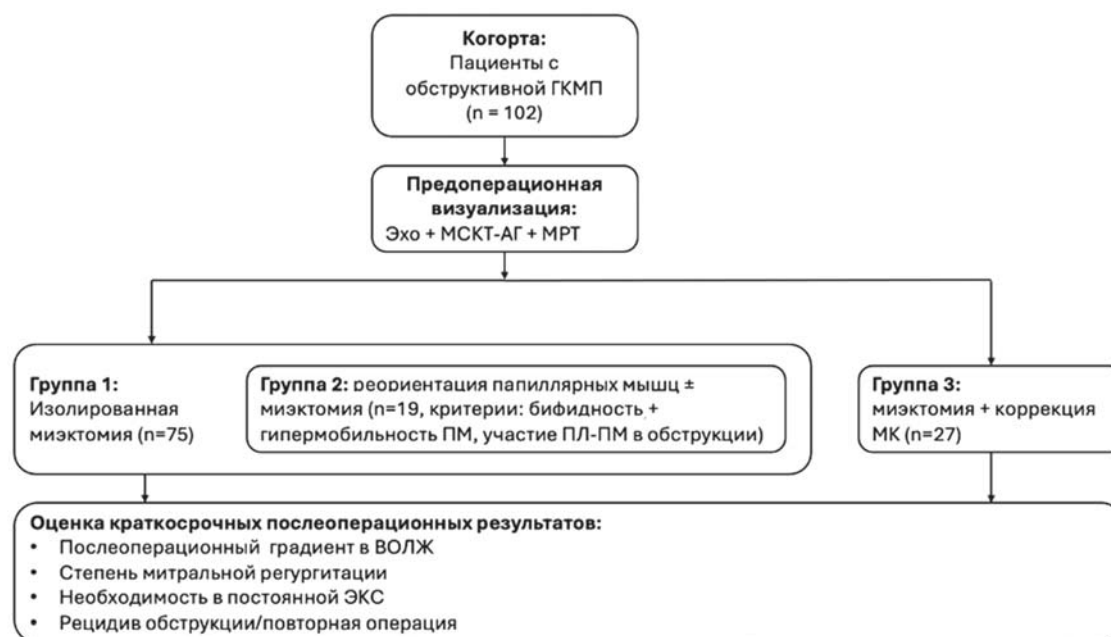 Когорта:
Пациенты с
обструктивной ГКМП
(n = 102)
Предоперационная
визуализация:
Эхо + МСКТ-АГ + МРТ
Группа 1:
Изолированная
миэктомия (n=75)
Группа 2: реориентация папиллярных мышц ±
миэктомия (n=19, критерии: бифидность +
гипермобильность ПМ, участие ПЛ-ПМ в обструкции)
Группа 3:
миэктомия + коррекция
МК (n=27)
Оценка краткосрочных послеоперационных результатов:
• Послеоперационный градиент в ВОЛЖ
• Степень митральной регургитации
• Необходимость в постоянной ЭКС
• Рецидив обструкции/повторная операция